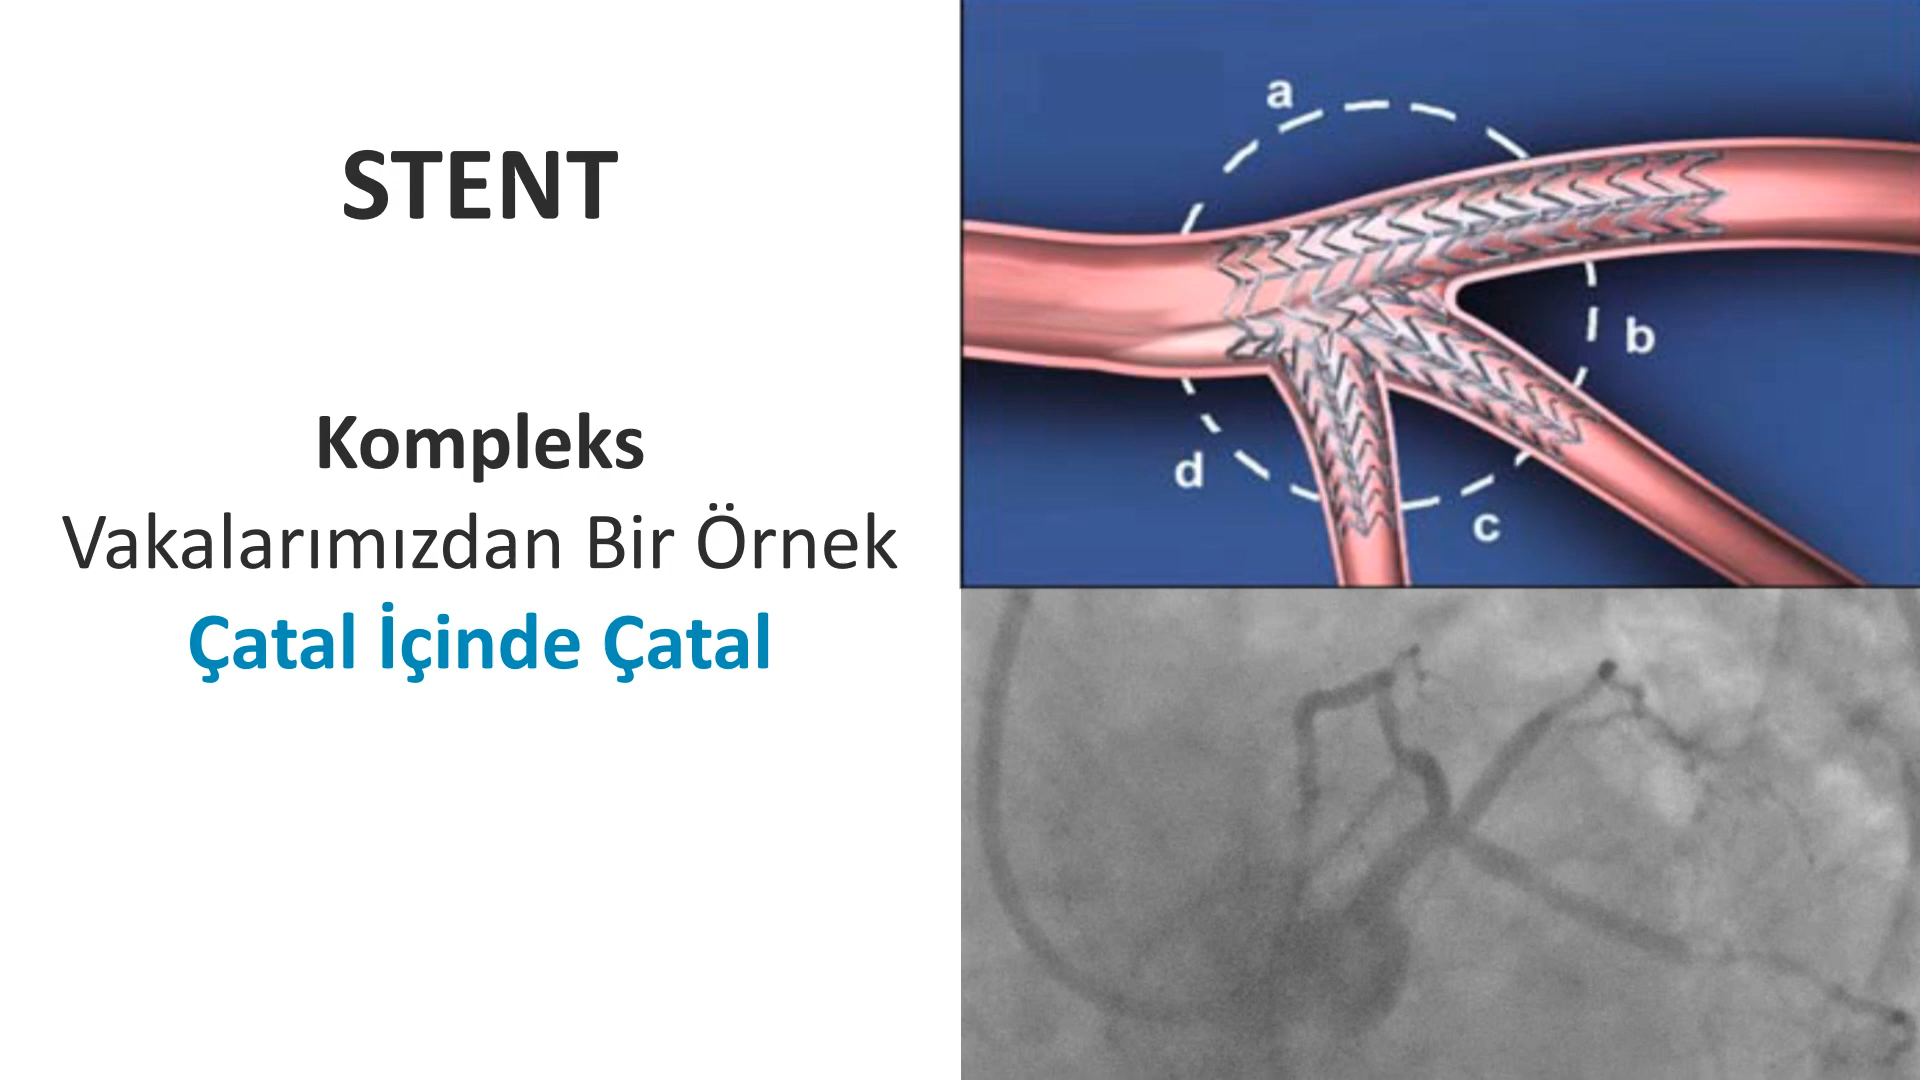 STENT
Kompleks
Vakalarımızdan Bir Örnek
Çatal İçinde Çatal
a
b
d
c